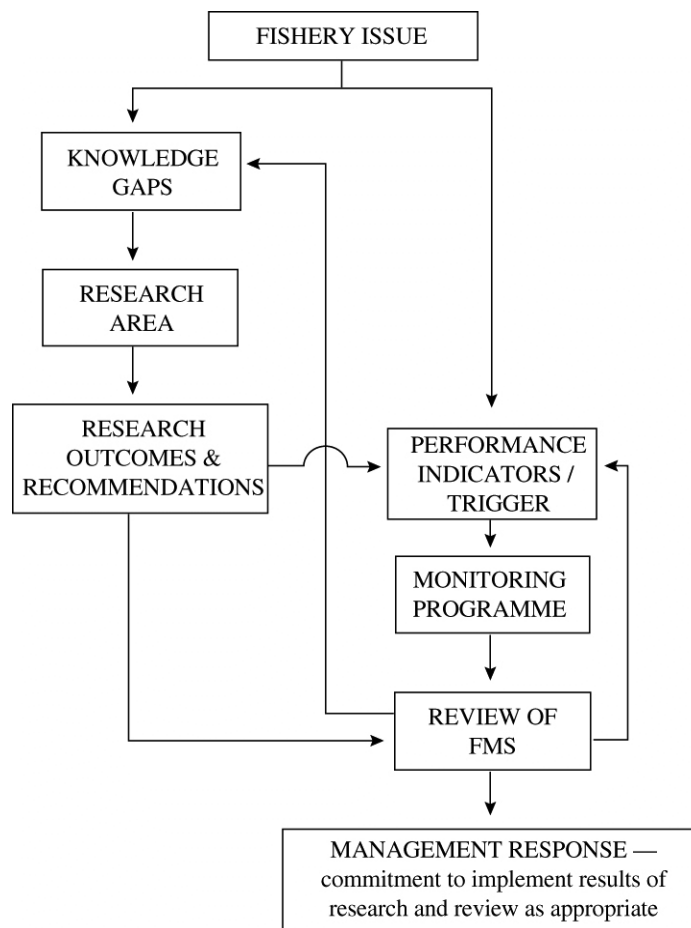 FISHERY ISSUE
KNOWLEDGE
GAPS
RESEARCH
AREA
RESEARCH
OUTCOMES &
RECOMMENDATIONS
PERFORMANCE
INDICATORS /
TRIGGER
MONITORING
PROGRAMME
REVIEW OF
FMS
MANAGEMENT RESPONSE —
commitment to implement results of
research and review as appropriate